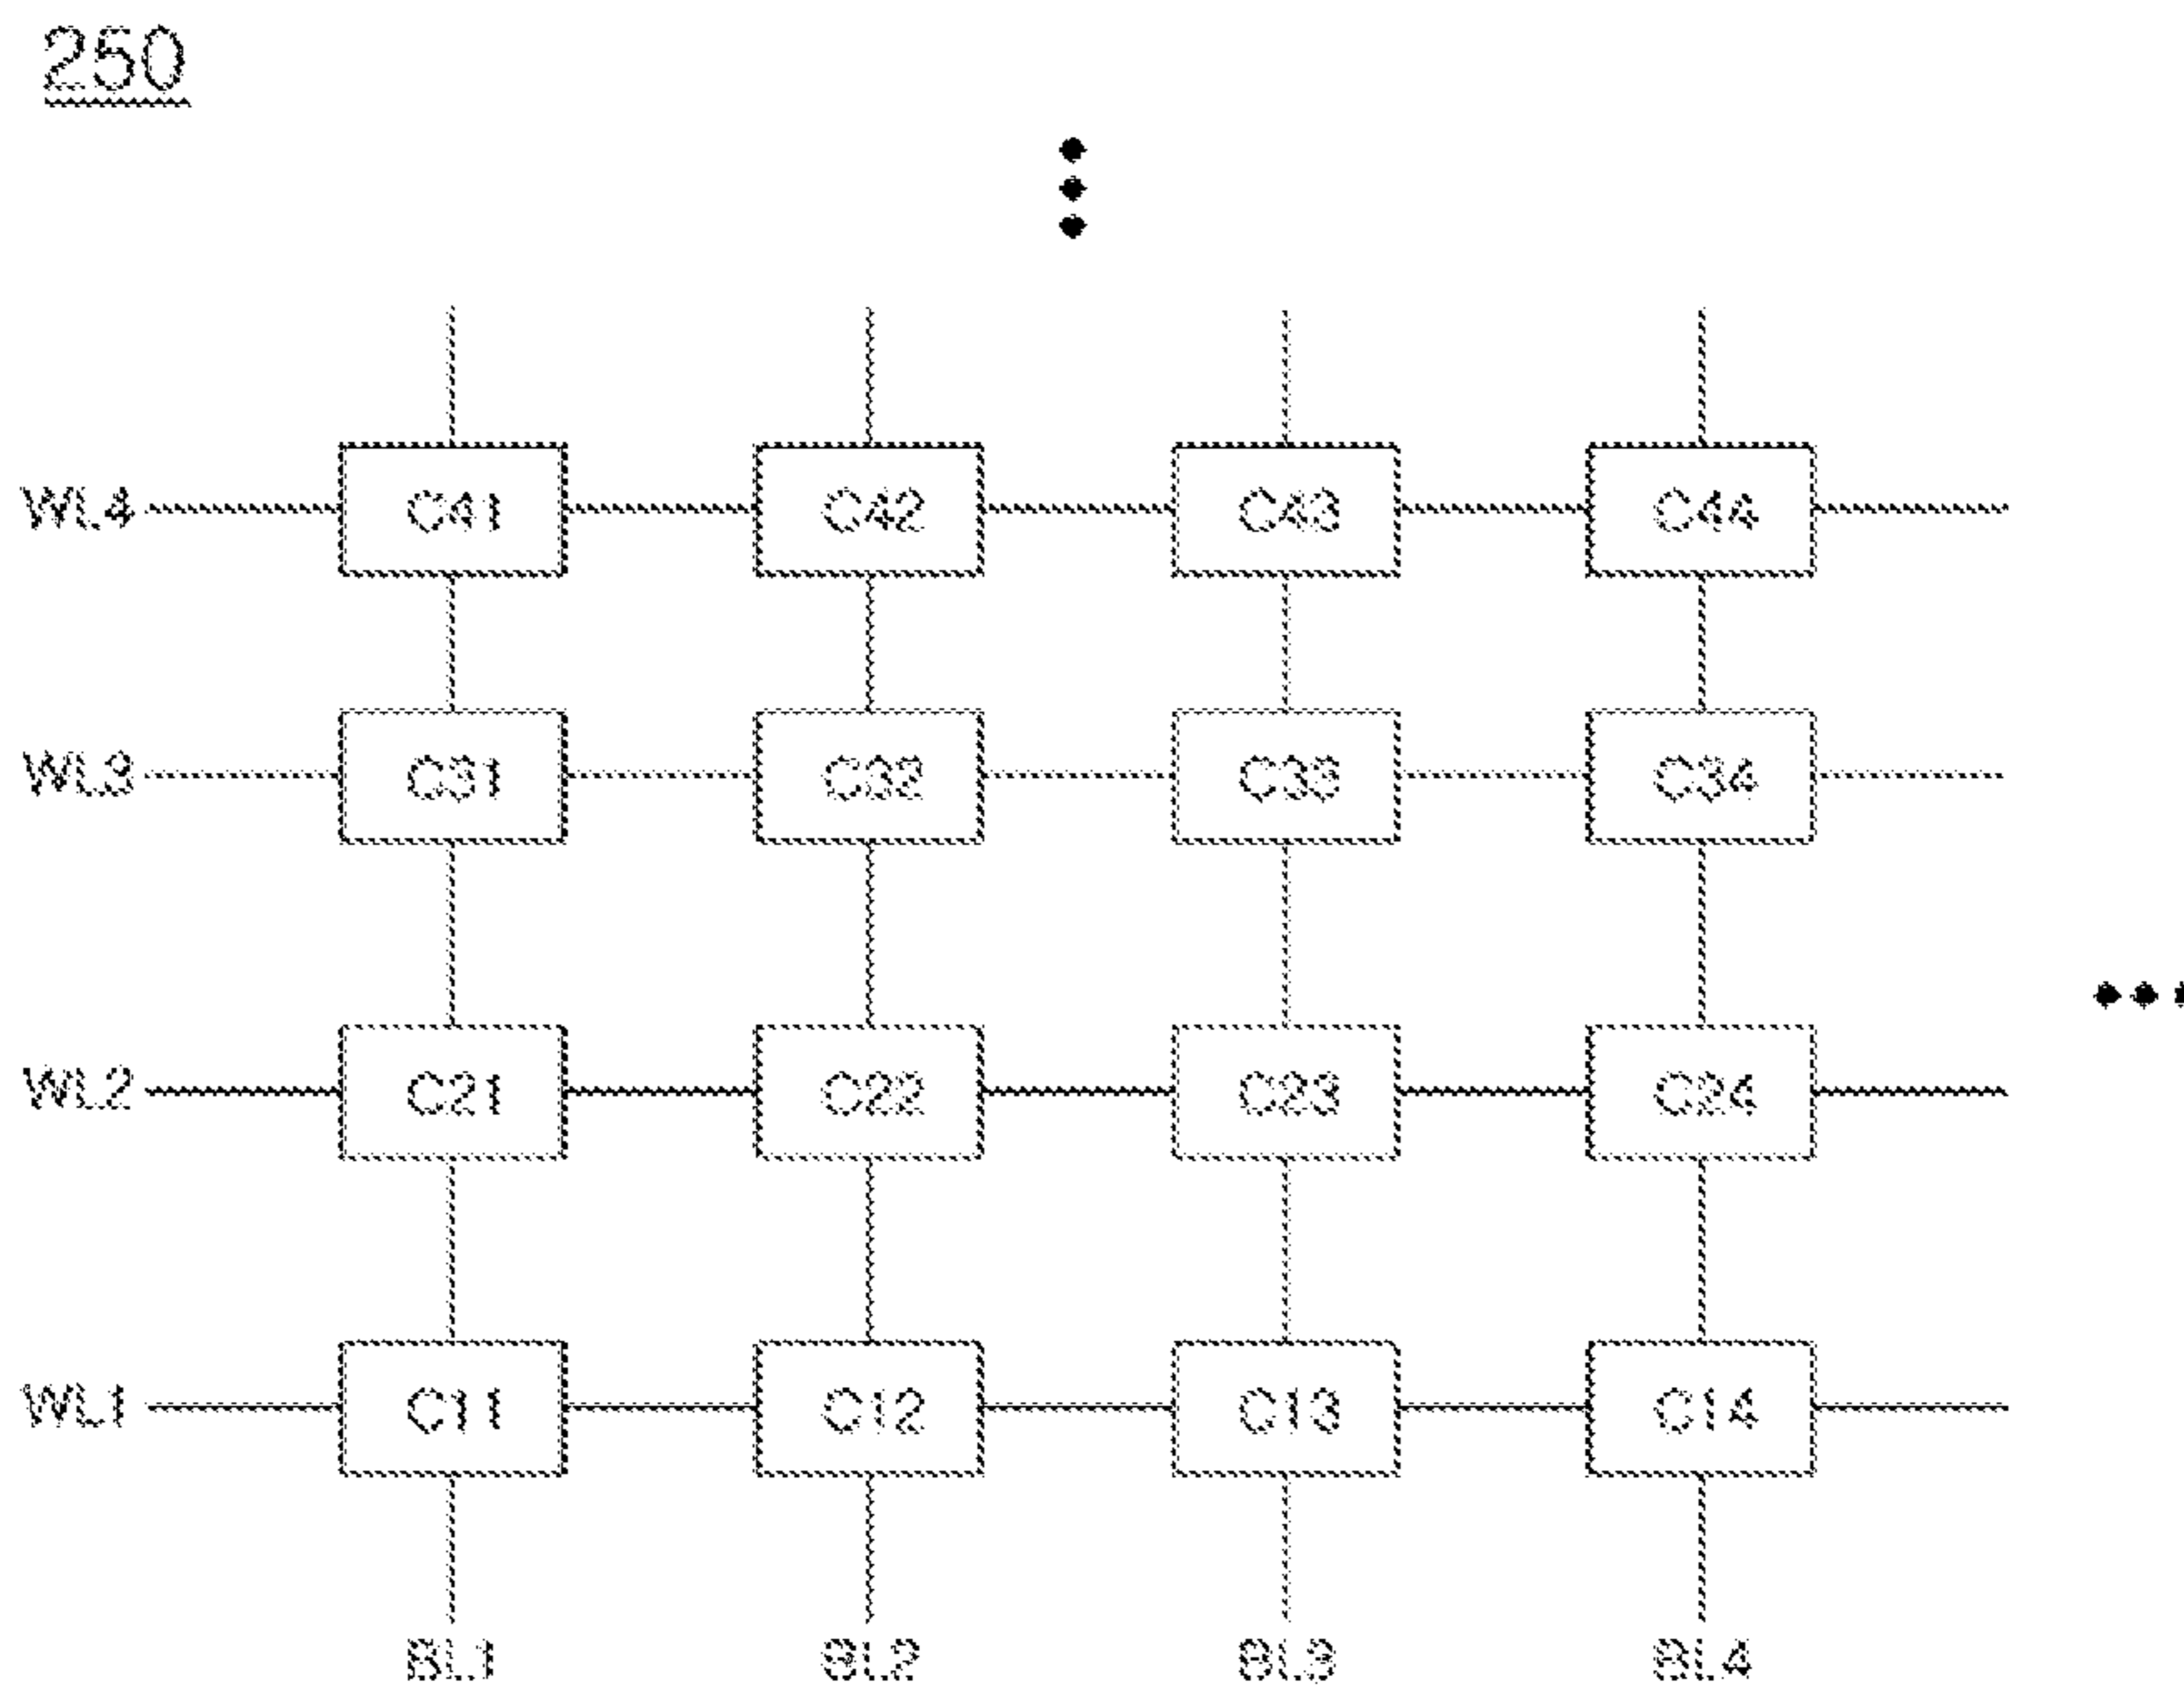 250
WL4 C41 C42 C43 C44
WL3 C31 C32 C33 C34
WL2 C21 C22 C23 C24
WL1 C11 C12 C13 C14
BL1 BL2 BL3 BL4